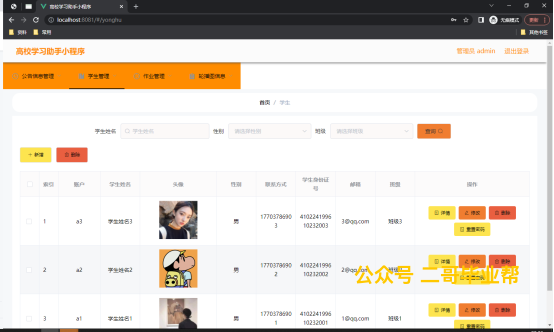 高校学习助手小程序
localhost:8081/#/yonghu
无痕模式
更新
资料 常用
其他书签
高校学习助手小程序
管理员 admin 退出登录
公告信息管理 学生管理 作业管理 轮播图信息
首页 / 学生
学生姓名 学生姓名 性别 请选择性别 班级 请选择班级 查询
新增 删除
索引 账户 学生姓名 头像 性别 联系方式 学生身份证号 邮箱 班级 操作
1 a3 学生姓名3 男 17703786903 410224199610232003 3@qq.com 班级3 详情 修改 删除
重置密码
2 a2 学生姓名2 男 17703786902 410224199610232002 2@qq.com 详情 修改 删除
公众号 二哥毕业帮
3 a1 学生姓名1 男 17703786901 410224199610232001 1@qq.com 班级1 详情 修改 删除
重置密码